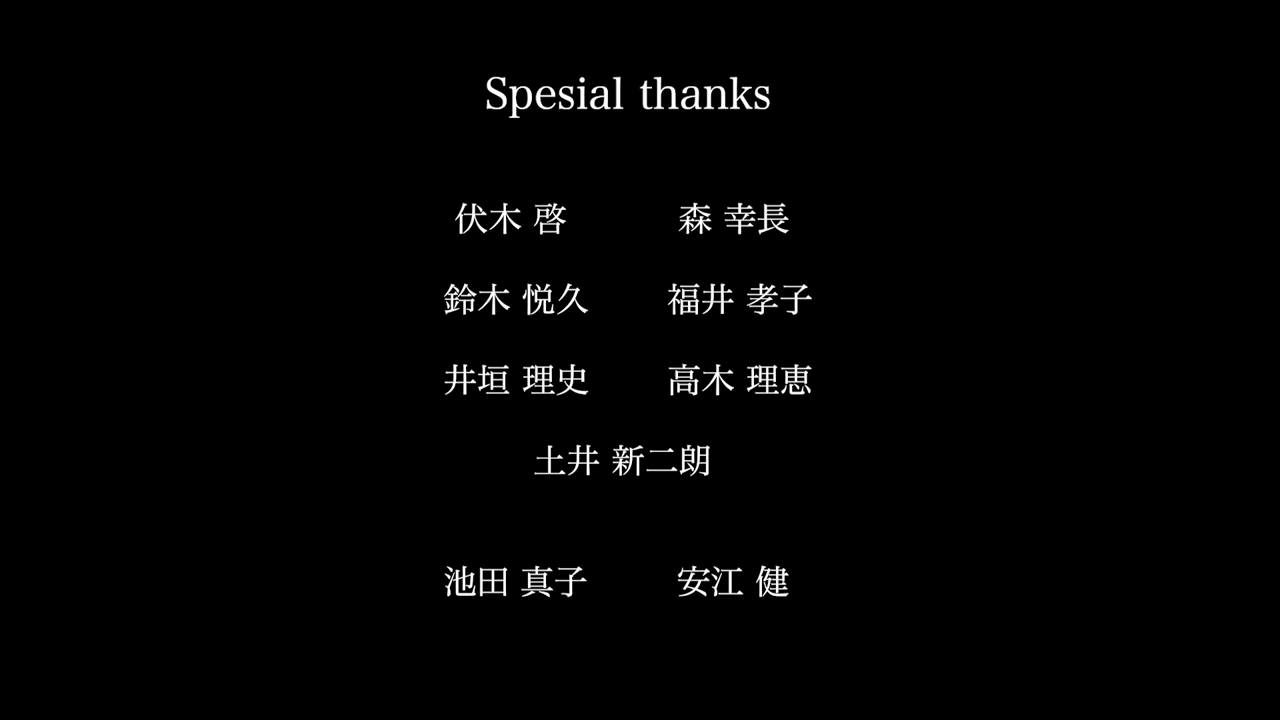 Spesial thanks
伏木 啓 森 幸長
鈴木 悦久 福井 孝子
井垣 理史 高木 理恵
土井 新二朗
池田 真子 安江 健